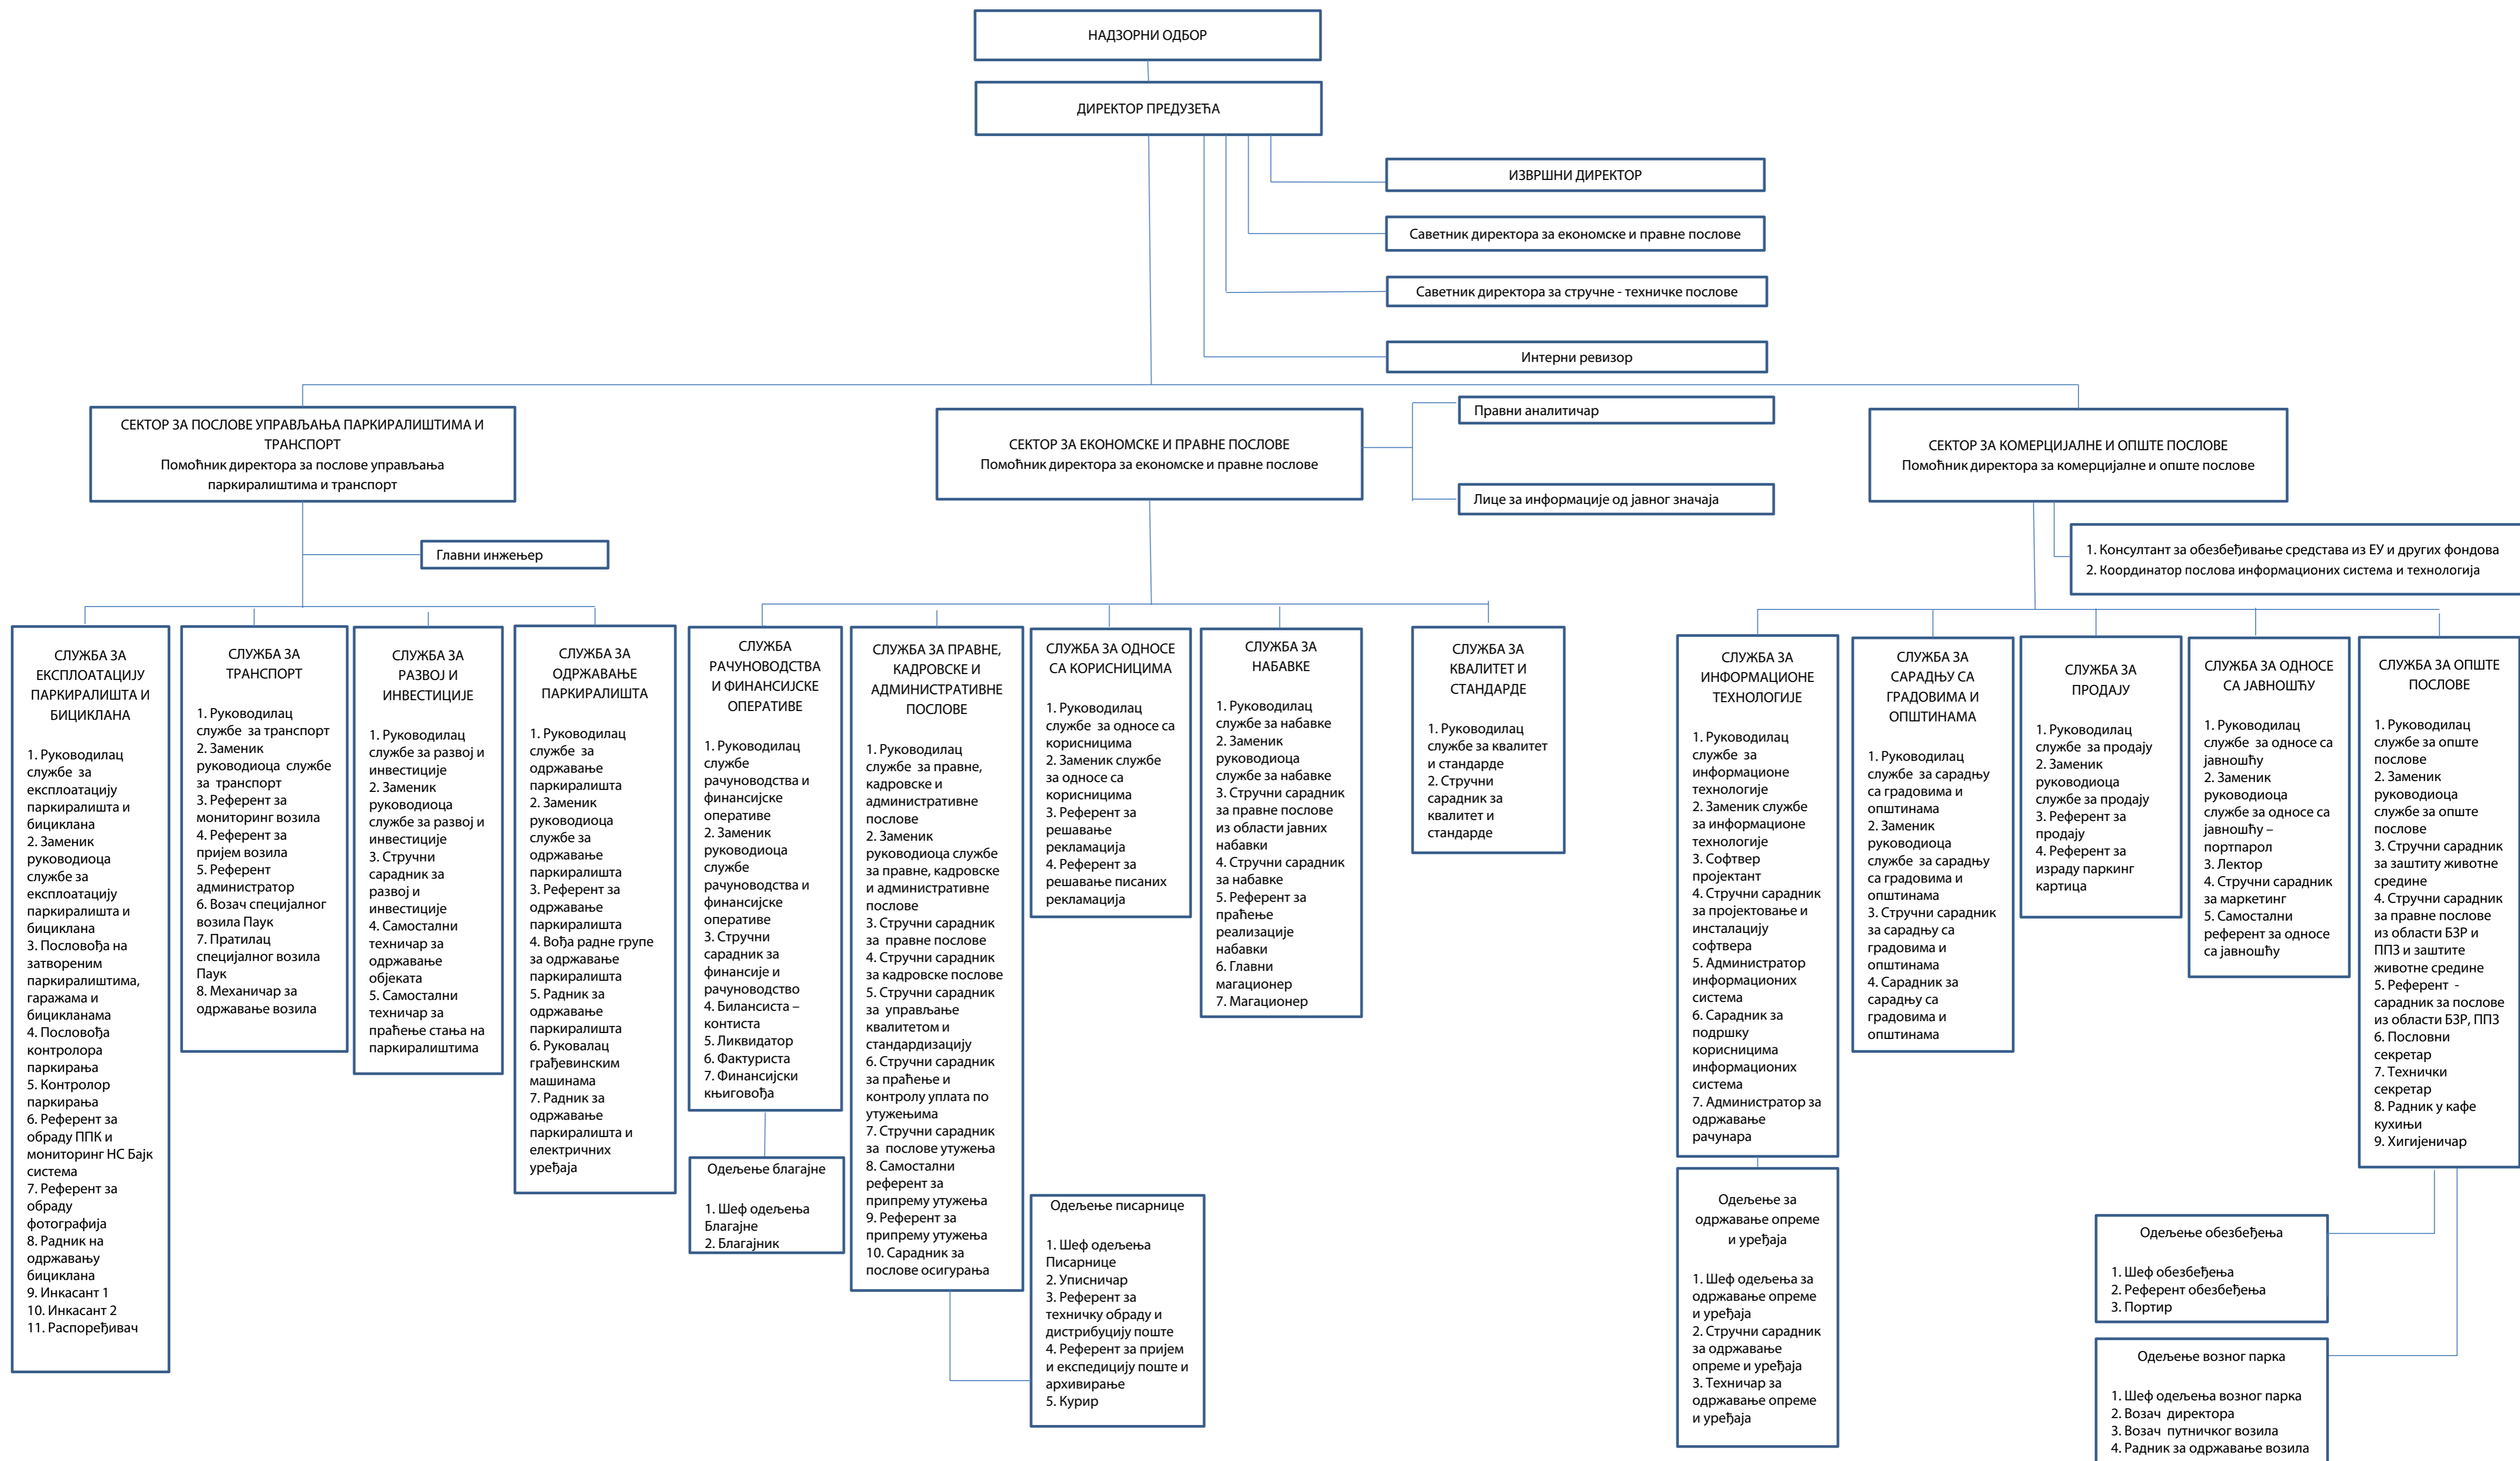 НАДЗОРНИ ОДБОР
ДИРЕКТОР ПРЕДУЗЕЋА
ИЗВРШНИ ДИРЕКТОР
Саветник директора за економске и правне послове
Саветник директора за стручне - техничке послове
Интерни ревизор
СЕКТОР ЗА ПОСЛОВЕ УПРАВЉАЊА ПАРКИРАЛИШТИМА И
ТРАНСПОРТ
Помоћник директора за послове управљања
паркиралиштима и транспорт
Главни инжењер
СЕКТОР ЗА ЕКОНОМСКЕ И ПРАВНЕ ПОСЛОВЕ
Помоћник директора за економске и правне послове
Правни аналитичар
Лице за информације од јавног значаја
СЕКТОР ЗА КОМЕРЦИЈАЛНЕ И ОПШТЕ ПОСЛОВЕ
Помоћник директора за комерцијалне и опште послове
1. Консултант за обезбеђивање средстава из ЕУ и других фондова
2. Координатор послова информационих система и технологија
СЛУЖБА ЗА
ЕКСПЛОАТАЦИЈУ
ПАРКИРАЛИШТА И
БИЦИКЛАНА
1. Руководилац
службе за
експлоатацију
паркиралишта и
бициклана
2. Заменик
руководиоца
службе за
експлоатацију
паркиралишта и
бициклана
3. Пословођа на
затвореним
паркиралиштима,
гаражама и
бицикланама
4. Пословођа
контролора
паркирања
5. Контролор
паркирања
6. Референт за
обраду ППК и
мониторинг НС Бајк
система
7. Референт за
обраду
фотографија
8. Радник на
одржавању
бициклана
9. Инкасант 1
10. Инкасант 2
11. Распоређивач
СЛУЖБА ЗА
ТРАНСПОРТ
1. Руководилац
службе за транспорт
2. Заменик
руководиоца службе
за транспорт
3. Референт за
мониторинг возила
4. Референт за
пријем возила
5. Референт
администратор
6. Возач специјалног
возила Паук
7. Пратилац
специјалног возила
Паук
8. Механичар за
одржавање возила
СЛУЖБА ЗА
РАЗВОЈ И
ИНВЕСТИЦИЈЕ
1. Руководилац
службе за развој и
инвестиције
2. Заменик
руководиоца
службе за развој и
инвестиције
3. Стручни
сарадник за
развој и
инвестиције
4. Самостални
техничар за
одржавање
објеката
5. Самостални
техничар за
праћење стања на
паркиралиштима
СЛУЖБА ЗА
ОДРЖАВАЊЕ
ПАРКИРАЛИШТА
1. Руководилац
службе за
одржавање
паркиралишта
2. Заменик
руководиоца
службе за
одржавање
паркиралишта
3. Референт за
одржавање
паркиралишта
4. Вођа радне групе
за одржавање
паркиралишта
5. Радник за
одржавање
паркиралишта
6. Руковалац
грађевинским
машинама
7. Радник за
одржавање
паркиралишта и
електричних
уређаја
СЛУЖБА
РАЧУНОВОДСТВА
И ФИНАНСИЈСКЕ
ОПЕРАТИВЕ
1. Руководилац
службе
рачуноводства и
финансијске
оперативе
2. Заменик
руководиоца
службе
рачуноводства и
финансијске
оперативе
3. Стручни
сарадник за
финансије и
рачуноводство
4. Билансиста –
контиста
5. Ликвидатор
6. Фактуриста
7. Финансијски
књиговођа
Одељење благајне
1. Шеф одељења
Благајне
2. Благајник
СЛУЖБА ЗА ПРАВНЕ,
КАДРОВСКЕ И
АДМИНИСТРАТИВНЕ
ПОСЛОВЕ
1. Руководилац
службе за правне,
кадровске и
административне
послове
2. Заменик
руководиоца службе
за правне, кадровске
и административне
послове
3. Стручни сарадник
за правне послове
4. Стручни сарадник
за кадровске послове
5. Стручни сарадник
за управљање
квалитетом и
стандардизацију
6. Стручни сарадник
за праћење и
контролу уплата по
утужењима
7. Стручни сарадник
за послове утужења
8. Самостални
референт за
припрему утужења
9. Референт за
припрему утужења
10. Сарадник за
послове осигурања
СЛУЖБА ЗА ОДНОСЕ
СА КОРИСНИЦИМА
1. Руководилац
службе за односе са
корисницима
2. Заменик службе
за односе са
корисницима
3. Референт за
решавање
рекламација
4. Референт за
решавање писаних
рекламација
Одељење писарнице
1. Шеф одељења
Писарнице
2. Уписничар
3. Референт за
техничку обраду и
дистрибуцију поште
4. Референт за пријем
и експедицију поште и
архивирање
5. Курир
СЛУЖБА ЗА
НАБАВКЕ
1. Руководилац
службе за набавке
2. Заменик
руководиоца
службе за набавке
3. Стручни сарадник
за правне послове
из области јавних
набавки
4. Стручни сарадник
за набавке
5. Референт за
праћење
реализације
набавки
6. Главни
магационер
7. Магационер
СЛУЖБА ЗА
КВАЛИТЕТ И
СТАНДАРДЕ
1. Руководилац
службе за квалитет
и стандарде
2. Стручни
сарадник за
квалитет и
стандарде
СЛУЖБА ЗА
ИНФОРМАЦИОНЕ
ТЕХНОЛОГИЈЕ
1. Руководилац
службе за
информационе
технологије
2. Заменик службе
за информационе
технологије
3. Софтвер
пројектант
4. Стручни сарадник
за пројектовање и
инсталацију
софтвера
5. Администратор
информационих
система
6. Сарадник за
подршку
корисницима
информационих
система
7. Администратор за
одржавање
рачунара
Одељење за
одржавање опреме
и уређаја
1. Шеф одељења за
одржавање опреме
и уређаја
2. Стручни сарадник
за одржавање
опреме и уређаја
3. Техничар за
одржавање опреме
и уређаја
СЛУЖБА ЗА
САРАДЊУ СА
ГРАДОВИМА И
ОПШТИНАМА
1. Руководилац
службе за сарадњу
са градовима и
општинама
2. Заменик
руководиоца
службе за сарадњу
са градовима и
општинама
3. Стручни сарадник
за сарадњу са
градовима и
општинама
4. Сарадник за
сарадњу са
градовима и
општинама
СЛУЖБА ЗА
ПРОДАЈУ
1. Руководилац
службе за продају
2. Заменик
руководиоца
службе за продају
3. Референт за
продају
4. Референт за
израду паркинг
картица
СЛУЖБА ЗА ОДНОСЕ
СА ЈАВНОШЋУ
1. Руководилац
службе за односе са
јавношћу
2. Заменик
руководиоца
службе за односе са
јавношћу –
портпарол
3. Лектор
4. Стручни сарадник
за маркетинг
5. Самостални
референт за односе
са јавношћу
СЛУЖБА ЗА ОПШТЕ
ПОСЛОВЕ
1. Руководилац
службе за опште
послове
2. Заменик
руководиоца
службе за опште
послове
3. Стручни сарадник
за заштиту животне
средине
4. Стручни сарадник
за правне послове
из области БЗР и
ППЗ и заштите
животне средине
5. Референт -
сарадник за послове
из области БЗР, ППЗ
6. Пословни
секретар
7. Технички
секретар
8. Радник у кафе
кухињи
9. Хигијеничар
Одељење обезбеђења
1. Шеф обезбеђења
2. Референт обезбеђења
3. Портир
Одељење возног парка
1. Шеф одељења возног парка
2. Возач директора
3. Возач путничког возила
4. Радник за одржавање возила